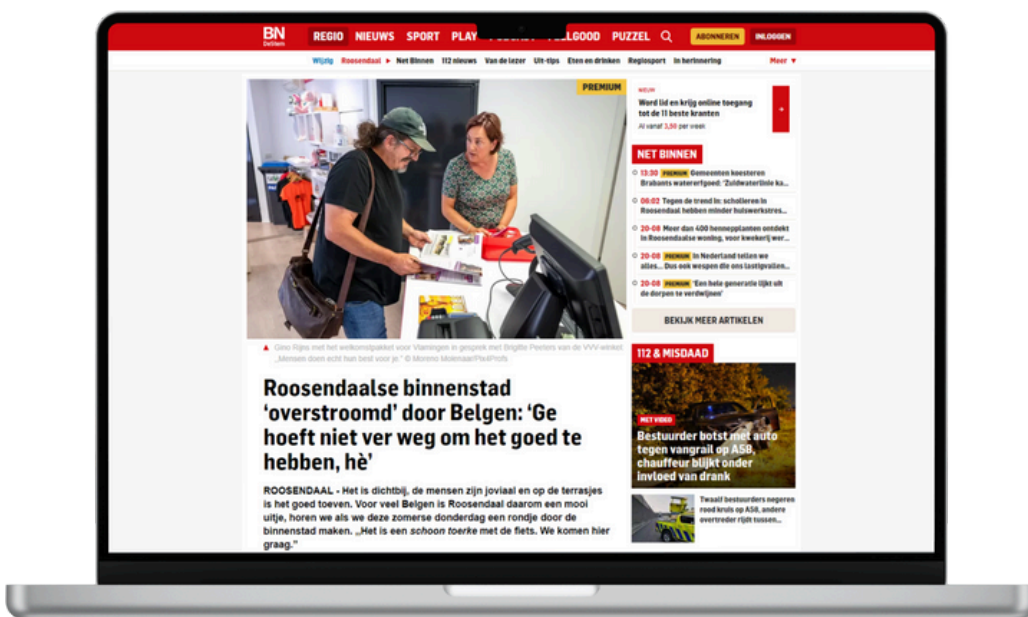 BN
DeStem
REGIO NIEUWS SPORT PLAY PUZZEL ABONNEREN INLOGGEN
Wijzig Roosendaal Net Binnen 112 nieuws Van de lezer Uit-tips Eten en drinken Regiosport In herinnering Meer
PREMIUM
Gino Rijns met het welkomstpakket voor Vlamingen in gesprek met Brigitte Peeters van de VVV-winkel.
„Mensen doen echt hun best voor je." © Moreno Molenaar/Pix4Profs
Roosendaalse binnenstad
‘overstroomd’ door Belgen: ‘Ge
hoeft niet ver weg om het goed te
hebben, hè’
ROOSENDAAL - Het is dichtbij, de mensen zijn joviaal en op de terrasjes
is het goed toeven. Voor veel Belgen is Roosendaal daarom een mooi
uitje, horen we als we deze zomerse donderdag een rondje door de
binnenstad maken. „Het is een schoon toerke met de fiets. We komen hier
graag.”
NIEUW
Word lid en krijg online toegang
tot de 11 beste kranten
Al vanaf 3,50 per week
NET BINNEN
13:30 PREMIUM Gemeenten koesteren
Brabants watererfgoed: ‘Zuidwaterlinie ka...
06:02 Tegen de trend in: scholieren in
Roosendaal hebben minder huiswerkstres...
20-08 Meer dan 400 hennepplanten ontdekt
in Roosendaalse woning, voor kwekerij wer...
20-08 PREMIUM In Nederland tellen we
alles... Dus ook wespen die ons lastigvallen...
20-08 PREMIUM ‘Een hele generatie lijkt uit
de dorpen te verdwijnen’
BEKIJK MEER ARTIKELEN
112 & MISDAAD
MET VIDEO
Bestuurder botst met auto
tegen vangrail op A58,
chauffeur blijkt onder
invloed van drank
Twaalf bestuurders negeren
rood kruis op A58, andere
overtreder rijdt tussen...